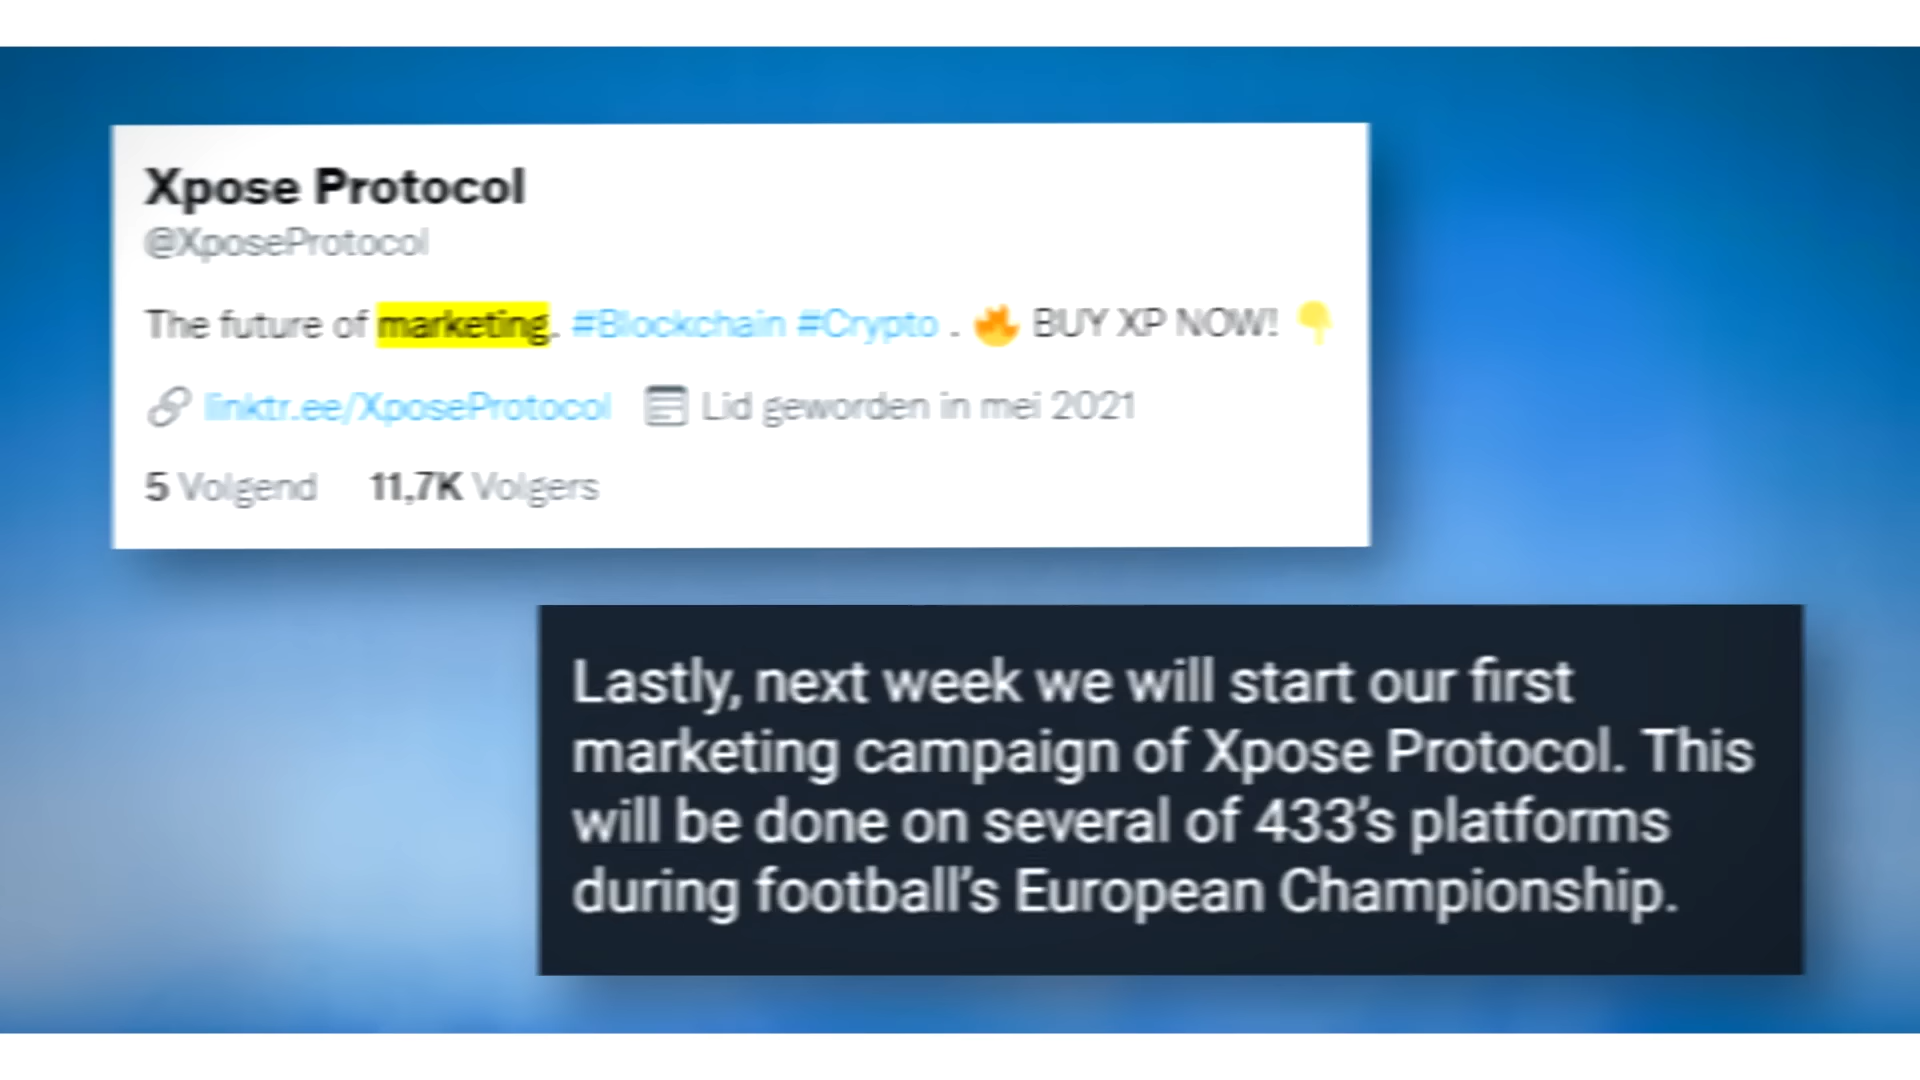 Xpose Protocol
@XposeProtocol
The future of marketing. #Blockchain #Crypto . 🔥 BUY XP NOW! 👇
linktr.ee/XposeProtocol Lid geworden in mei 2021
5 Volgend 11,7K Volgers
Lastly, next week we will start our first
marketing campaign of Xpose Protocol. This
will be done on several of 433’s platforms
during football’s European Championship.